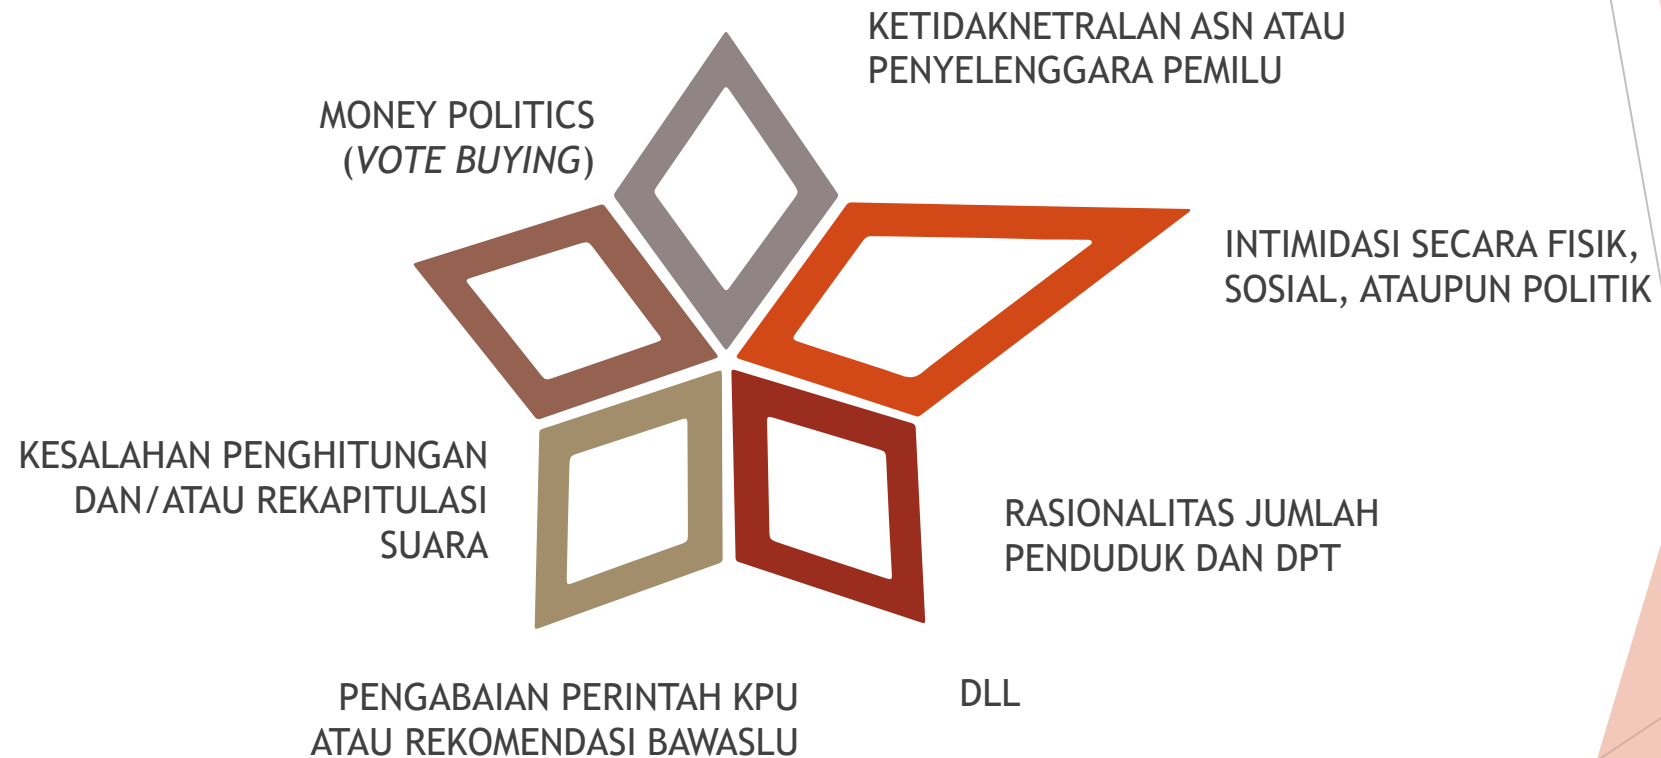 KETIDAKNETRALAN ASN ATAU
PENYELENGGARA PEMILU
MONEY POLITICS
(VOTE BUYING)
INTIMIDASI SECARA FISIK,
SOSIAL, ATAUPUN POLITIK
KESALAHAN PENGHITUNGAN
DAN/ATAU REKAPITULASI
SUARA
RASIONALITAS JUMLAH
PENDUDUK DAN DPT
PENGABAIAN PERINTAH KPU
ATAU REKOMENDASI BAWASLU
DLL